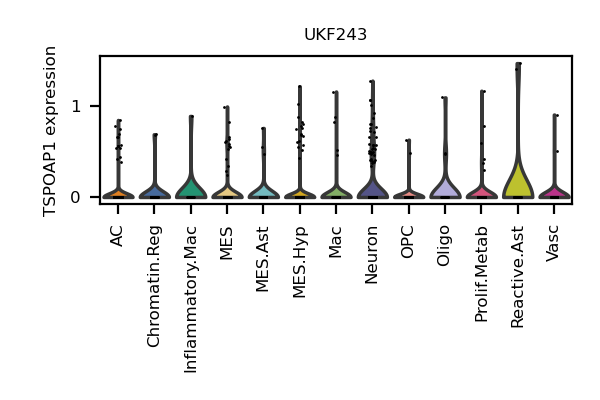 UKF243
TSPOAP1 expression
1
0
AC
Chromatin.Reg
Inflammatory.Mac
MES
MES.Ast
MES.Hyp
Mac
Neuron
OPC
Oligo
Prolif.Metab
Reactive.Ast
Vasc